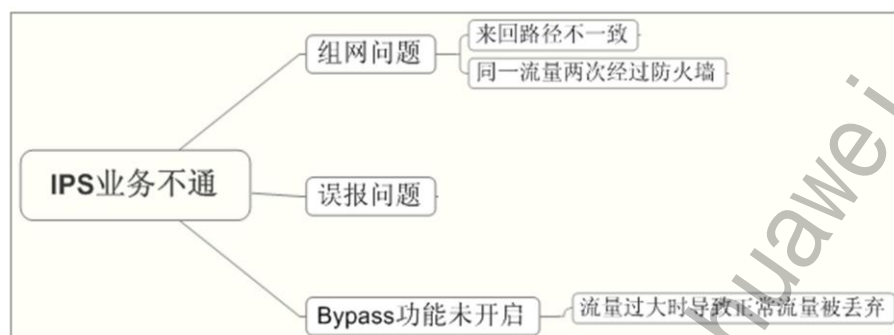 IPS业务不通
组网问题
来回路径不一致
同一流量两次经过防火墙
误报问题
Bypass功能未开启
流量过大时导致正常流量被丢弃
huawei